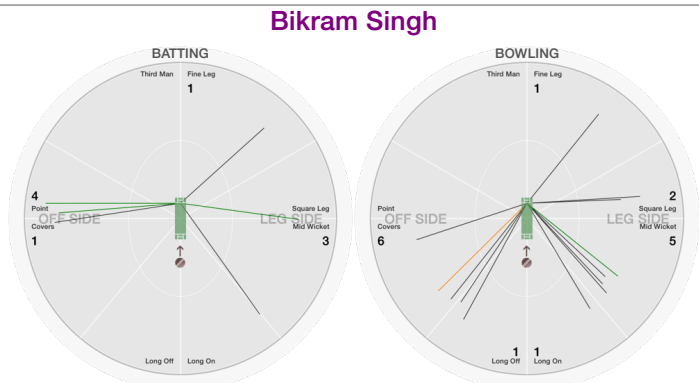 Bikram Singh
BATTING
BOWLING
Third Man Fine Leg
1
4
Point
OFF SIDE
Covers
1
Square Leg
LEG SIDE
Mid Wicket
3
Long Off Long On
Third Man Fine Leg
1
Point
OFF SIDE
Covers
6
2
Square Leg
LEG SIDE
Mid Wicket
5
1 1
Long Off Long On